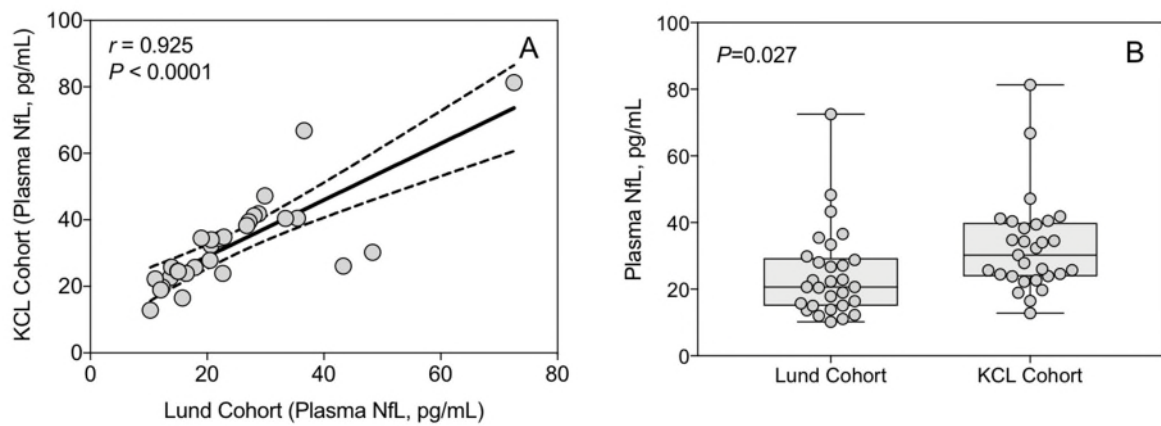 A
r = 0.925
P < 0.0001
100
80
60
40
20
0
KCL Cohort (Plasma NfL, pg/mL)
0 20 40 60 80
Lund Cohort (Plasma NfL, pg/mL)
B
P=0.027
100
80
60
40
20
0
Plasma NfL, pg/mL
Lund Cohort KCL Cohort